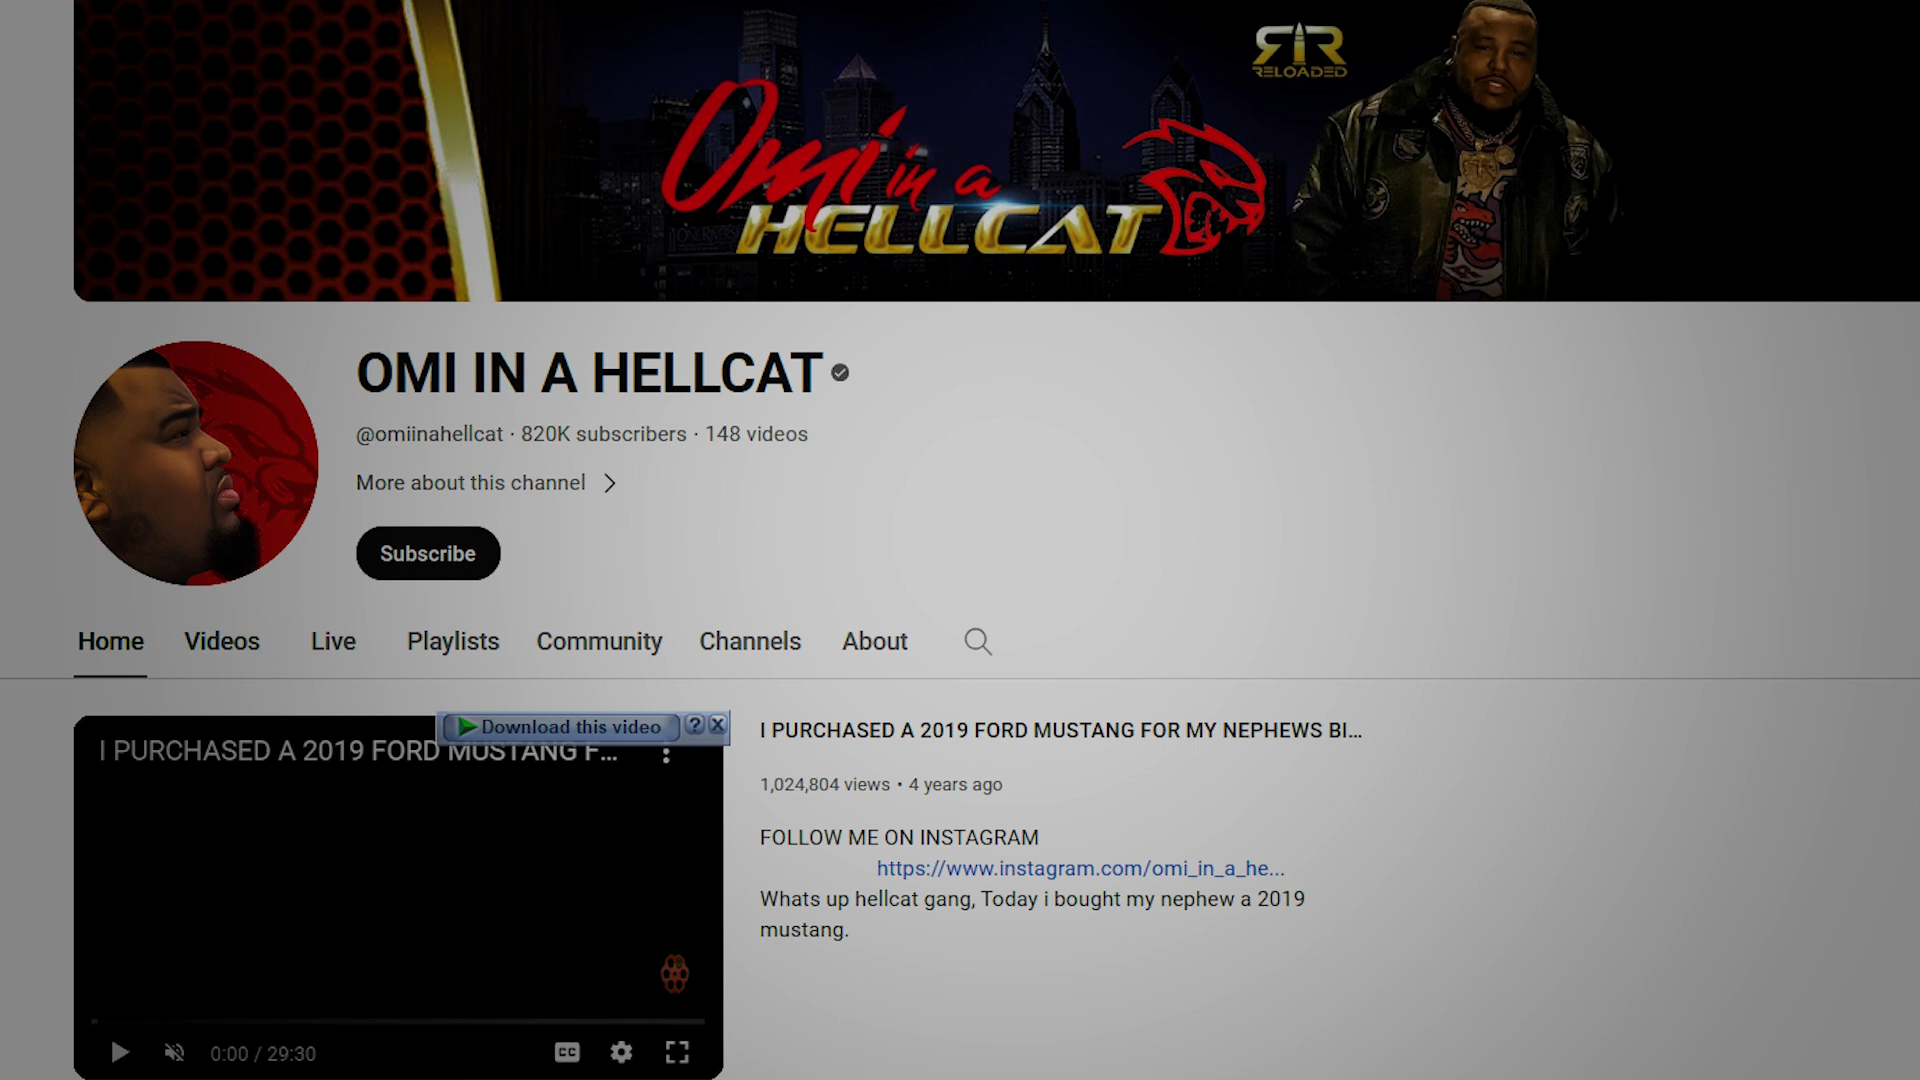 Omi in a
HELLCAT
RR
RELOADED
OMI IN A HELLCAT
@omiinahellcat · 820K subscribers · 148 videos
More about this channel
Subscribe
Home Videos Live Playlists Community Channels About
Download this video ? X
I PURCHASED A 2019 FORD MUSTANG F...
CC
0:00 / 29:30
I PURCHASED A 2019 FORD MUSTANG FOR MY NEPHEWS BI...
1,024,804 views • 4 years ago
FOLLOW ME ON INSTAGRAM
https://www.instagram.com/omi_in_a_he...
Whats up hellcat gang, Today i bought my nephew a 2019
mustang.